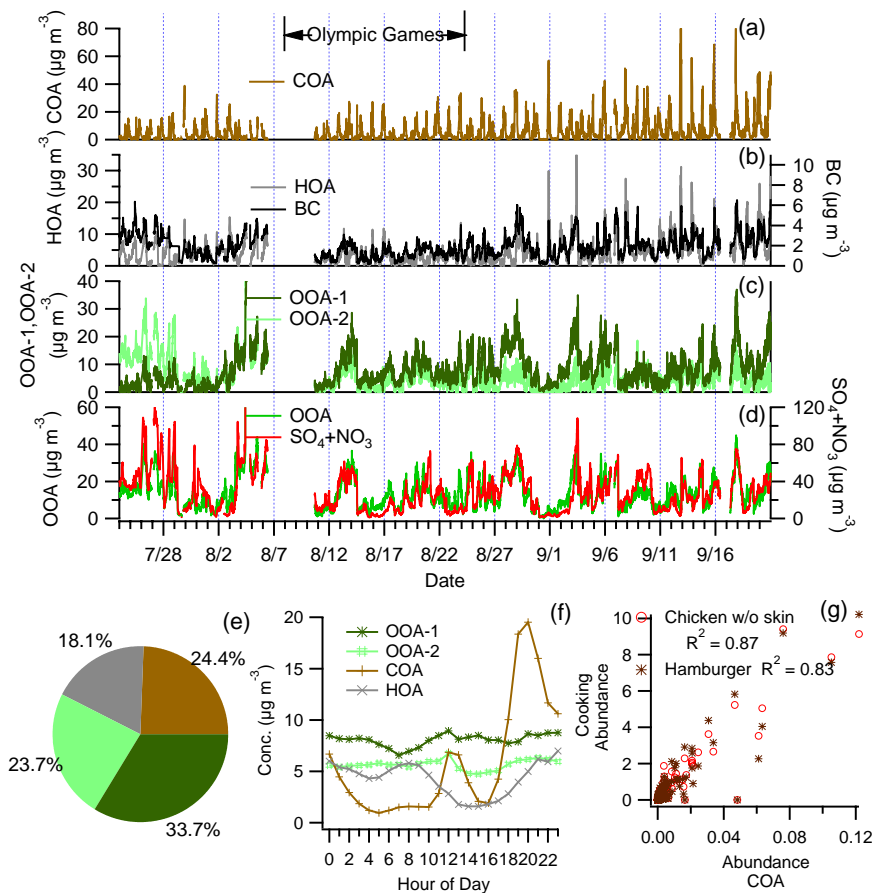 Olympic Games
(a)
COA (µg m⁻³)
80
60
40
20
0
COA
(b)
HOA (µg m⁻³)
30
20
10
0
HOA
BC
10
8
6
4
2
0
BC (µg m⁻³)
(c)
OOA-1,OOA-2
(µg m⁻³)
40
30
20
10
0
OOA-1
OOA-2
(d)
OOA (µg m⁻³)
60
40
20
0
OOA
SO₄+NO₃
120
80
40
0
SO₄+NO₃ (µg m⁻³)
7/28 8/2 8/7 8/12 8/17 8/22 8/27 9/1 9/6 9/11 9/16
Date
(e)
18.1%
24.4%
23.7%
33.7%
(f)
Conc. (µg m⁻³)
20
15
10
5
0
OOA-1
OOA-2
COA
HOA
0 2 4 6 8 10 12 14 16 18 20 22
Hour of Day
(g)
Cooking
Abundance
10
8
6
4
2
0
Chicken w/o skin
R² = 0.87
Hamburger R² = 0.83
0.00 0.04 0.08 0.12
Abundance
COA